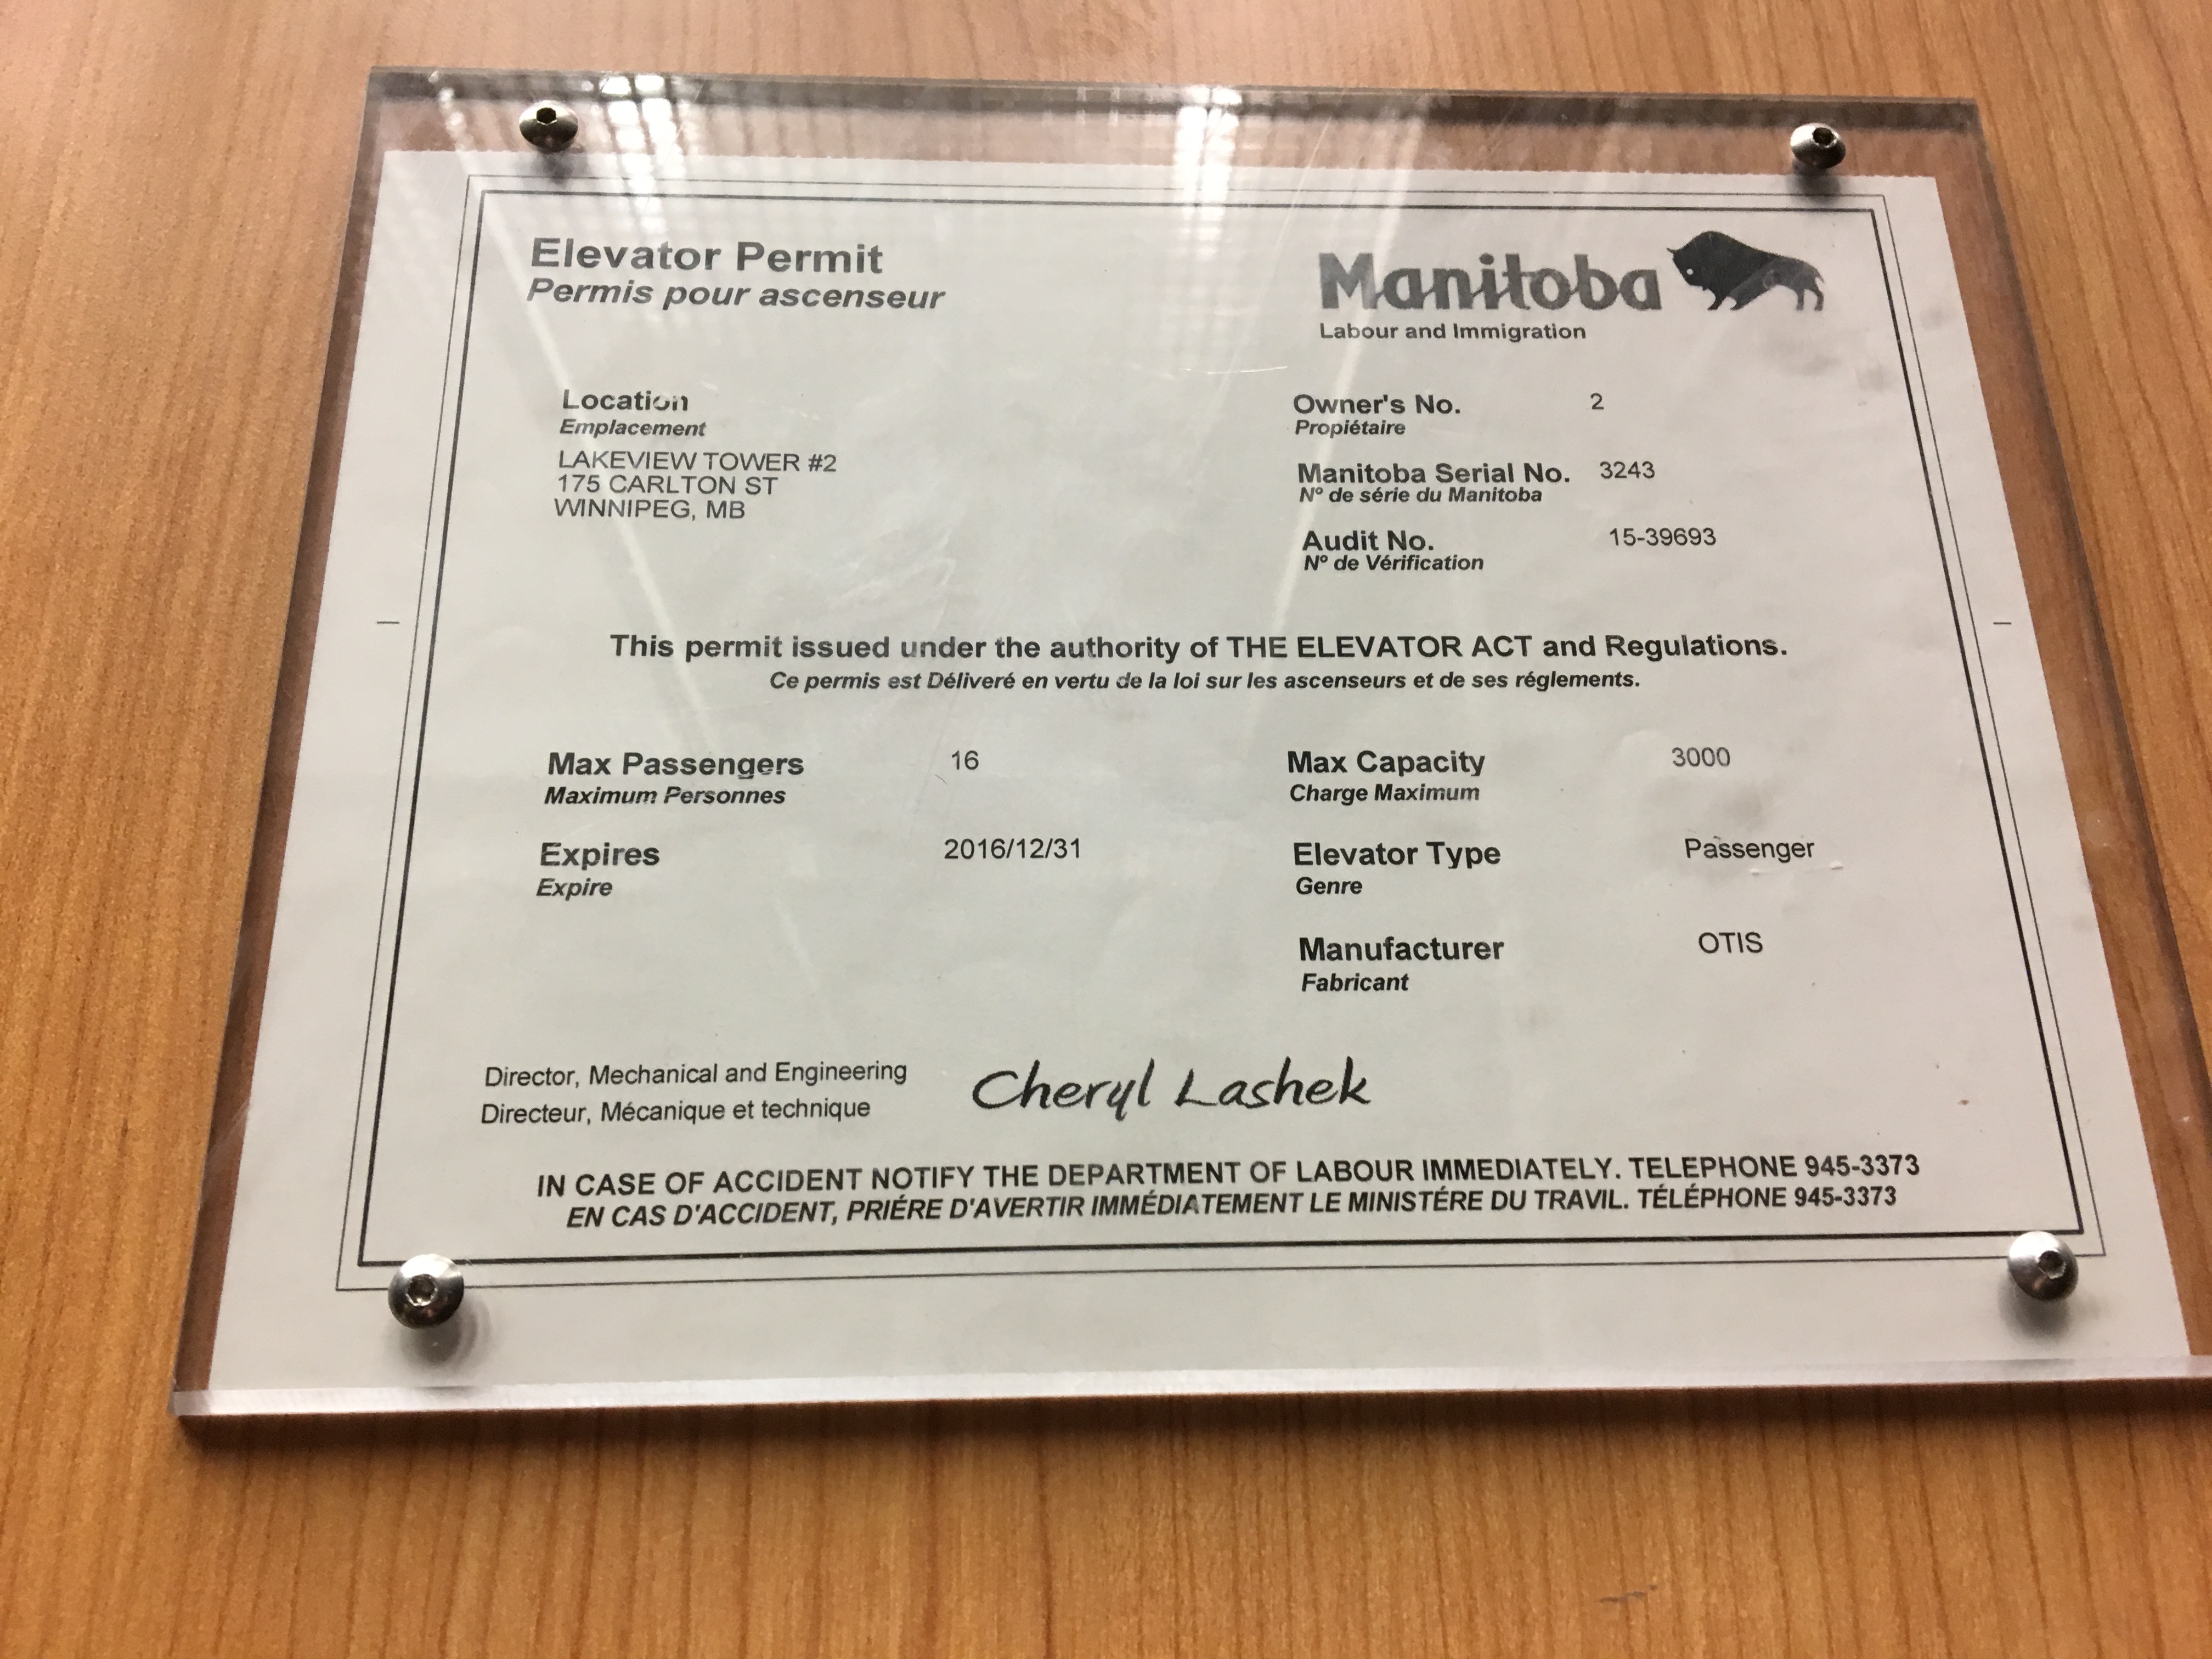 Elevator Permit
Permis pour ascenseur
Manitoba
Labour and Immigration
Location
Emplacement
LAKEVIEW TOWER #2
175 CARLTON ST
WINNIPEG, MB
Owner's No. 2
Propiétaire
Manitoba Serial No. 3243
Nº de série du Manitoba
Audit No. 15-39693
Nº de Vérification
This permit issued under the authority of THE ELEVATOR ACT and Regulations.
Ce permis est Déliveré en vertu de la loi sur les ascenseurs et de ses réglements.
Max Passengers 16
Maximum Personnes
Max Capacity 3000
Charge Maximum
Expires 2016/12/31
Expire
Elevator Type Passenger
Genre
Manufacturer OTIS
Fabricant
Director, Mechanical and Engineering
Directeur, Mécanique et technique
Cheryl Lashek
IN CASE OF ACCIDENT NOTIFY THE DEPARTMENT OF LABOUR IMMEDIATELY. TELEPHONE 945-3373
EN CAS D'ACCIDENT, PRIÉRE D'AVERTIR IMMÉDIATEMENT LE MINISTÉRE DU TRAVIL. TÉLÉPHONE 945-3373